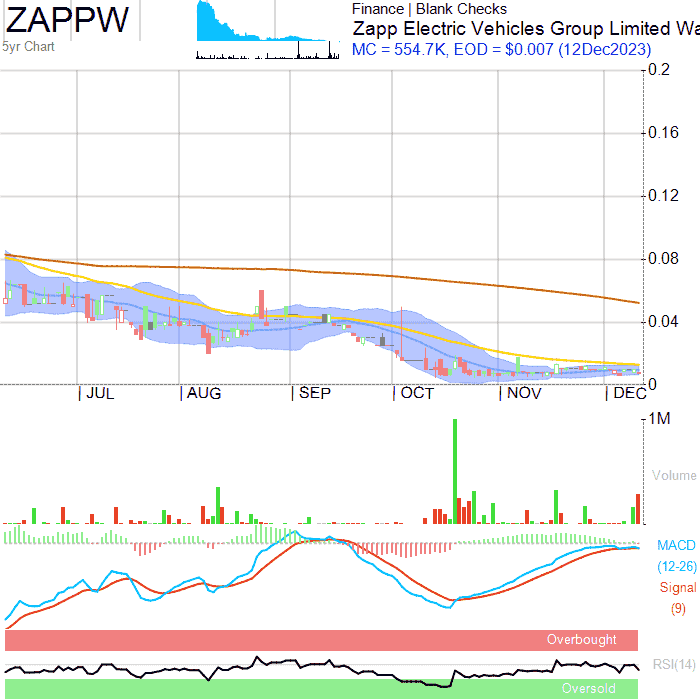 ZAPPW
5yr Chart
Finance | Blank Checks
Zapp Electric Vehicles Group Limited Wa
MC = 554.7K, EOD = $0.007 (12Dec2023)
0.2
0.16
0.12
0.08
0.04
0
JUL AUG SEP OCT NOV DEC
1M
Volume
MACD
(12-26)
Signal
(9)
Overbought
RSI(14)
Oversold